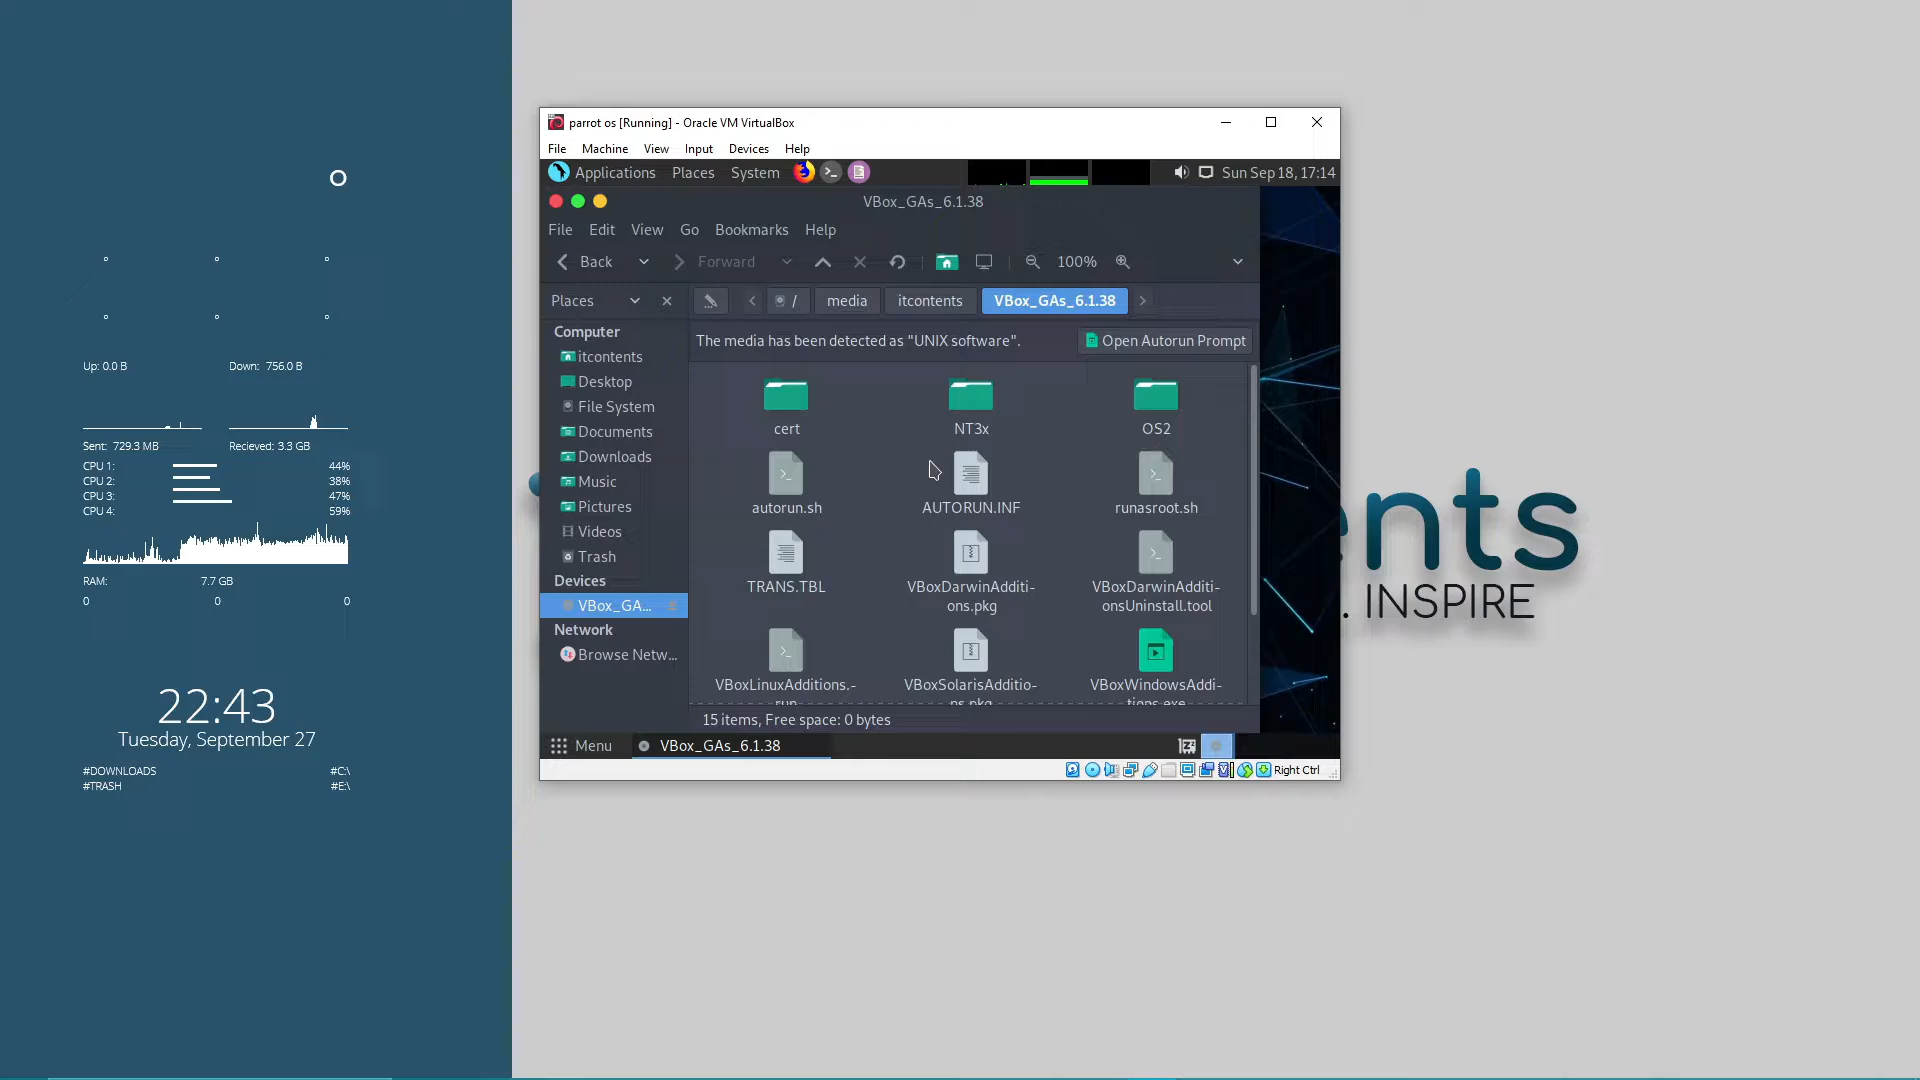 parrot os [Running] - Oracle VM VirtualBox
File Machine View Input Devices Help
Applications Places System Sun Sep 18, 17:14
VBox_GAs_6.1.38
File Edit View Go Bookmarks Help
Back Forward 100%
Places / media itcontents VBox_GAs_6.1.38
The media has been detected as "UNIX software". Open Autorun Prompt
Computer
itcontents
Desktop
File System
Documents
Downloads
Music
Pictures
Videos
Trash
Devices
VBox_GA...
Network
Browse Netw...
cert NT3x OS2
autorun.sh AUTORUN.INF runasroot.sh
TRANS.TBL VBoxDarwinAdditi- VBoxDarwinAdditi-
ons.pkg onsUninstall.tool
VBoxLinuxAdditions.- VBoxSolarisAdditio- VBoxWindowsAddi-
run ns.pkg tions.exe
15 items, Free space: 0 bytes
Menu VBox_GAs_6.1.38
Right Ctrl
Up: 0.0 B Down: 756.0 B
Sent: 729.3 MB Recieved: 3.3 GB
CPU 1: 44%
CPU 2: 38%
CPU 3: 47%
CPU 4: 59%
RAM: 7.7 GB
0 0 0
22:43
Tuesday, September 27
#DOWNLOADS #C:\
#TRASH #E:\
nts
. INSPIRE